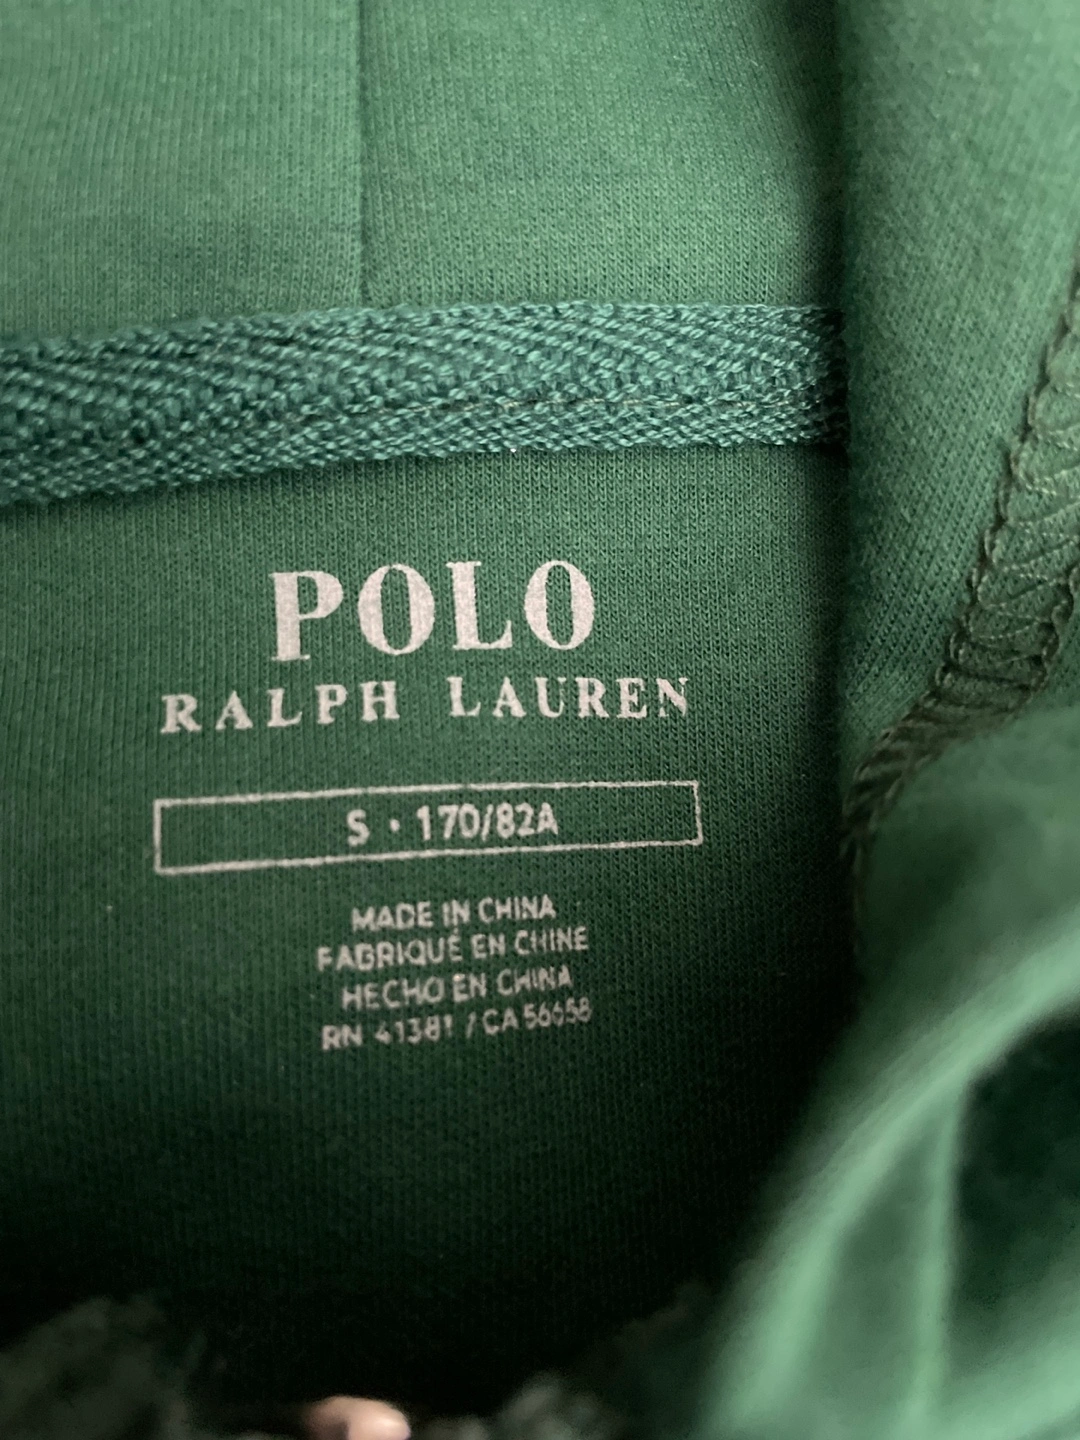 POLO
RALPH LAUREN
S • 170/82A
MADE IN CHINA
FABRIQUÉ EN CHINE
HECHO EN CHINA
RN 41381 / CA 56658